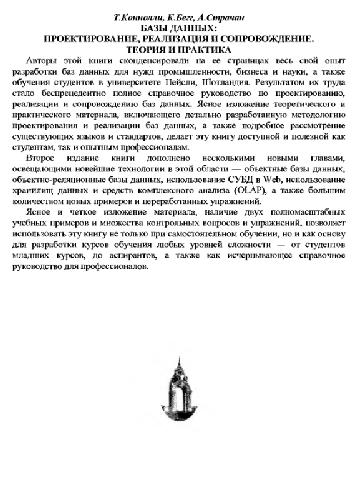 Т.Коннолли, К.Бегг, А.Страчан
БАЗЫ ДАННЫХ:
ПРОЕКТИРОВАНИЕ, РЕАЛИЗАЦИЯ И СОПРОВОЖДЕНИЕ.
ТЕОРИЯ И ПРАКТИКА
Авторы этой книги сконденсировали на ее страницах весь свой опыт
разработки баз данных для нужд промышленности, бизнеса и науки, а также
обучения студентов в университете Пейсли, Шотландия. Результатом их труда
стало беспрецедентно полное справочное руководство по проектированию,
реализации и сопровождению баз данных. Ясное изложение теоретического и
практического материала, включающего детально разработанную методологию
проектирования и реализации баз данных, а также подробное рассмотрение
существующих языков и стандартов, делает эту книгу доступной и полезной как
студентам, так и опытным профессионалам.
Второе издание книги дополнено несколькими новыми главами,
освещающими новейшие технологии в этой области — объектные базы данных,
объектно-реляционные базы данных, использование СУБД в Web, использование
хранилищ данных и средств комплексного анализа (OLAP), а также большим
количеством новых примеров и переработанных упражнений.
Ясное и четкое изложение материала, наличие двух полномасштабных
учебных примеров и множества контрольных вопросов и упражнений, позволяет
использовать эту книгу не только при самостоятельном обучении, но и как основу
для разработки курсов обучения любых уровней сложности — от студентов
младших курсов, до аспирантов, а также как исчерпывающее справочное
руководство для профессионалов.